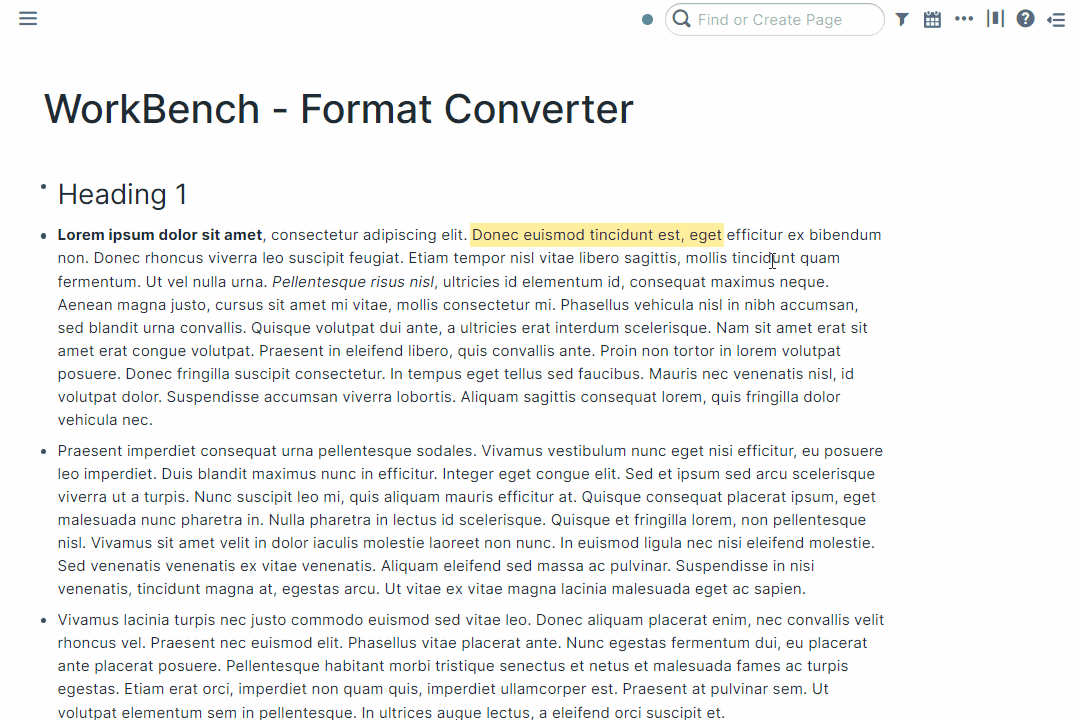 Find or Create Page
WorkBench - Format Converter
Heading 1
Lorem ipsum dolor sit amet, consectetur adipiscing elit. Donec euismod tincidunt est, eget efficitur ex bibendum
non. Donec rhoncus viverra leo suscipit feugiat. Etiam tempor nisl vitae libero sagittis, mollis tincidunt quam
fermentum. Ut vel nulla urna. Pellentesque risus nisl, ultricies id elementum id, consequat maximus neque.
Aenean magna justo, cursus sit amet mi vitae, mollis consectetur mi. Phasellus vehicula nisl in nibh accumsan,
sed blandit urna convallis. Quisque volutpat dui ante, a ultricies erat interdum scelerisque. Nam sit amet erat sit
amet erat congue volutpat. Praesent in eleifend libero, quis convallis ante. Proin non tortor in lorem volutpat
posuere. Donec fringilla suscipit consectetur. In tempus eget tellus sed faucibus. Mauris nec venenatis nisl, id
volutpat dolor. Suspendisse accumsan viverra lobortis. Aliquam sagittis consequat lorem, quis fringilla dolor
vehicula nec.
Praesent imperdiet consequat urna pellentesque sodales. Vivamus vestibulum nunc eget nisi efficitur, eu posuere
leo imperdiet. Duis blandit maximus nunc in efficitur. Integer eget congue elit. Sed et ipsum sed arcu scelerisque
viverra ut a turpis. Nunc suscipit leo mi, quis aliquam mauris efficitur at. Quisque consequat placerat ipsum, eget
malesuada nunc pharetra in. Nulla pharetra in lectus id scelerisque. Quisque et fringilla lorem, non pellentesque
nisl. Vivamus sit amet velit in dolor iaculis molestie laoreet non nunc. In euismod ligula nec nisi eleifend molestie.
Sed venenatis venenatis ex vitae venenatis. Aliquam eleifend sed massa ac pulvinar. Suspendisse in nisi
venenatis, tincidunt magna at, egestas arcu. Ut vitae ex vitae magna lacinia malesuada eget ac sapien.
Vivamus lacinia turpis nec justo commodo euismod sed vitae leo. Donec aliquam placerat enim, nec convallis velit
rhoncus vel. Praesent nec euismod elit. Phasellus vitae placerat ante. Nunc egestas fermentum dui, eu placerat
ante placerat posuere. Pellentesque habitant morbi tristique senectus et netus et malesuada fames ac turpis
egestas. Etiam erat orci, imperdiet non quam quis, imperdiet ullamcorper est. Praesent at pulvinar sem. Ut
volutpat elementum sem in pellentesque. In ultrices augue lectus, a eleifend orci suscipit et.